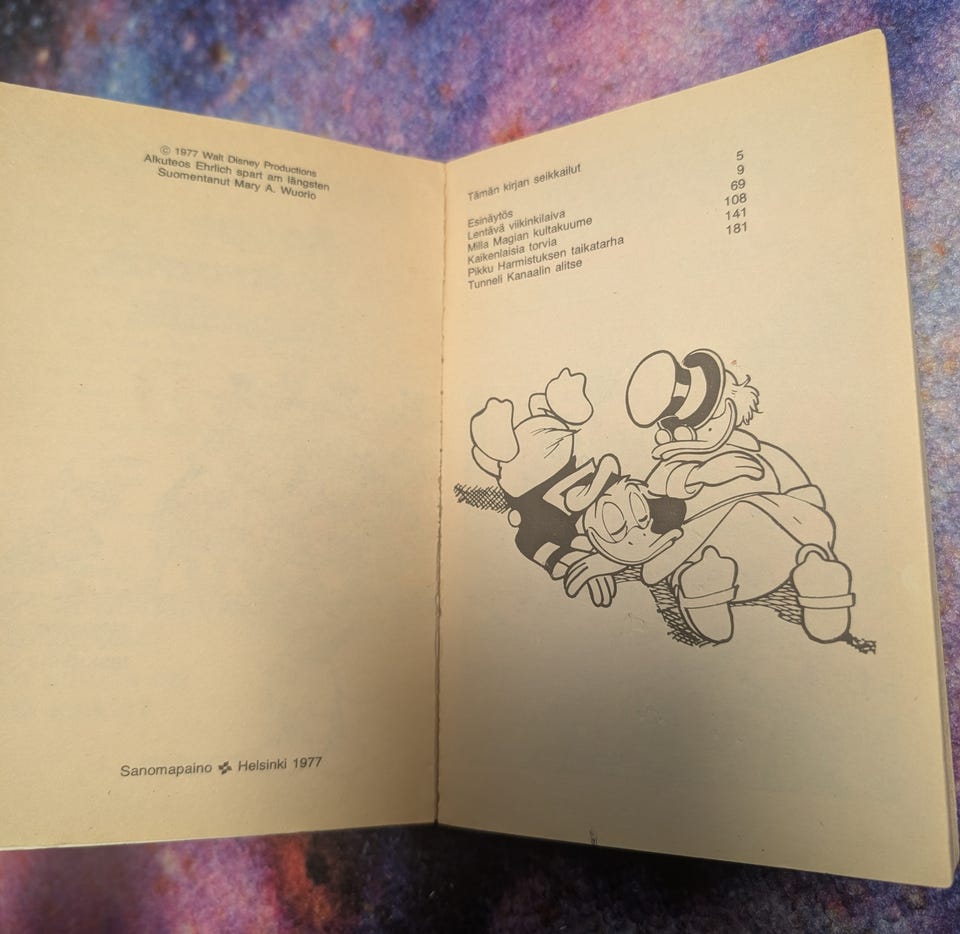 © 1977 Walt Disney Productions
Alkuteos Ehrlich spart am längsten
Suomentanut Mary A. Wuorio
Sanomapaino Helsinki 1977
Tämän kirjan seikkailut
Esinäytös 5
Lentävä viikinkilaiva 9
Milla Magian kultakuume 69
Kaikenlaisia torvia 108
Pikku Harmistuksen taikatarha 141
Tunneli Kanaalin alitse 181